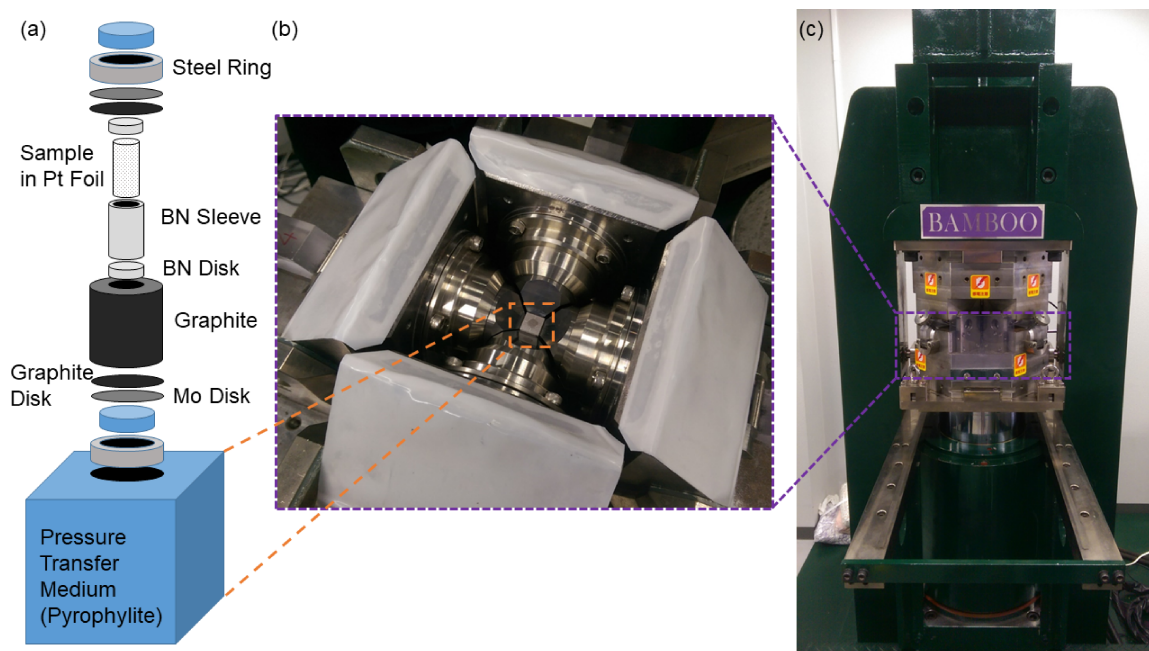 (a)
Steel Ring
Sample
in Pt Foil
BN Sleeve
BN Disk
Graphite
Graphite
Disk
Mo Disk
Pressure
Transfer
Medium
(Pyrophylite)
(b)
(c)
BAMBOO